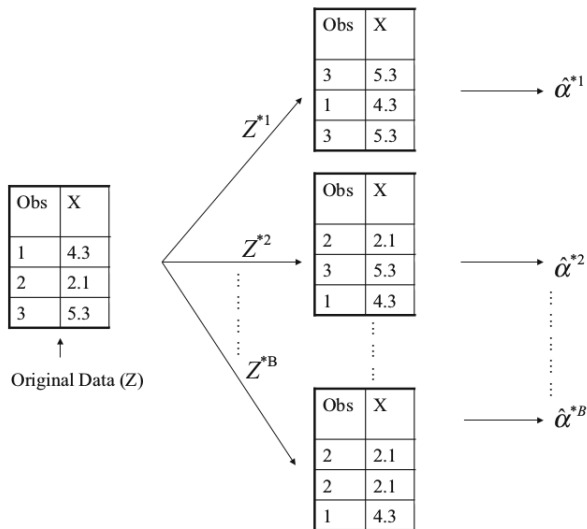 Obs X
3 5.3
1 4.3
3 5.3
α̂*1
Z*1
Obs X
1 4.3
2 2.1
3 5.3
Original Data (Z)
Z*2
Obs X
2 2.1
3 5.3
1 4.3
α̂*2
Z*B
Obs X
2 2.1
2 2.1
1 4.3
α̂*B